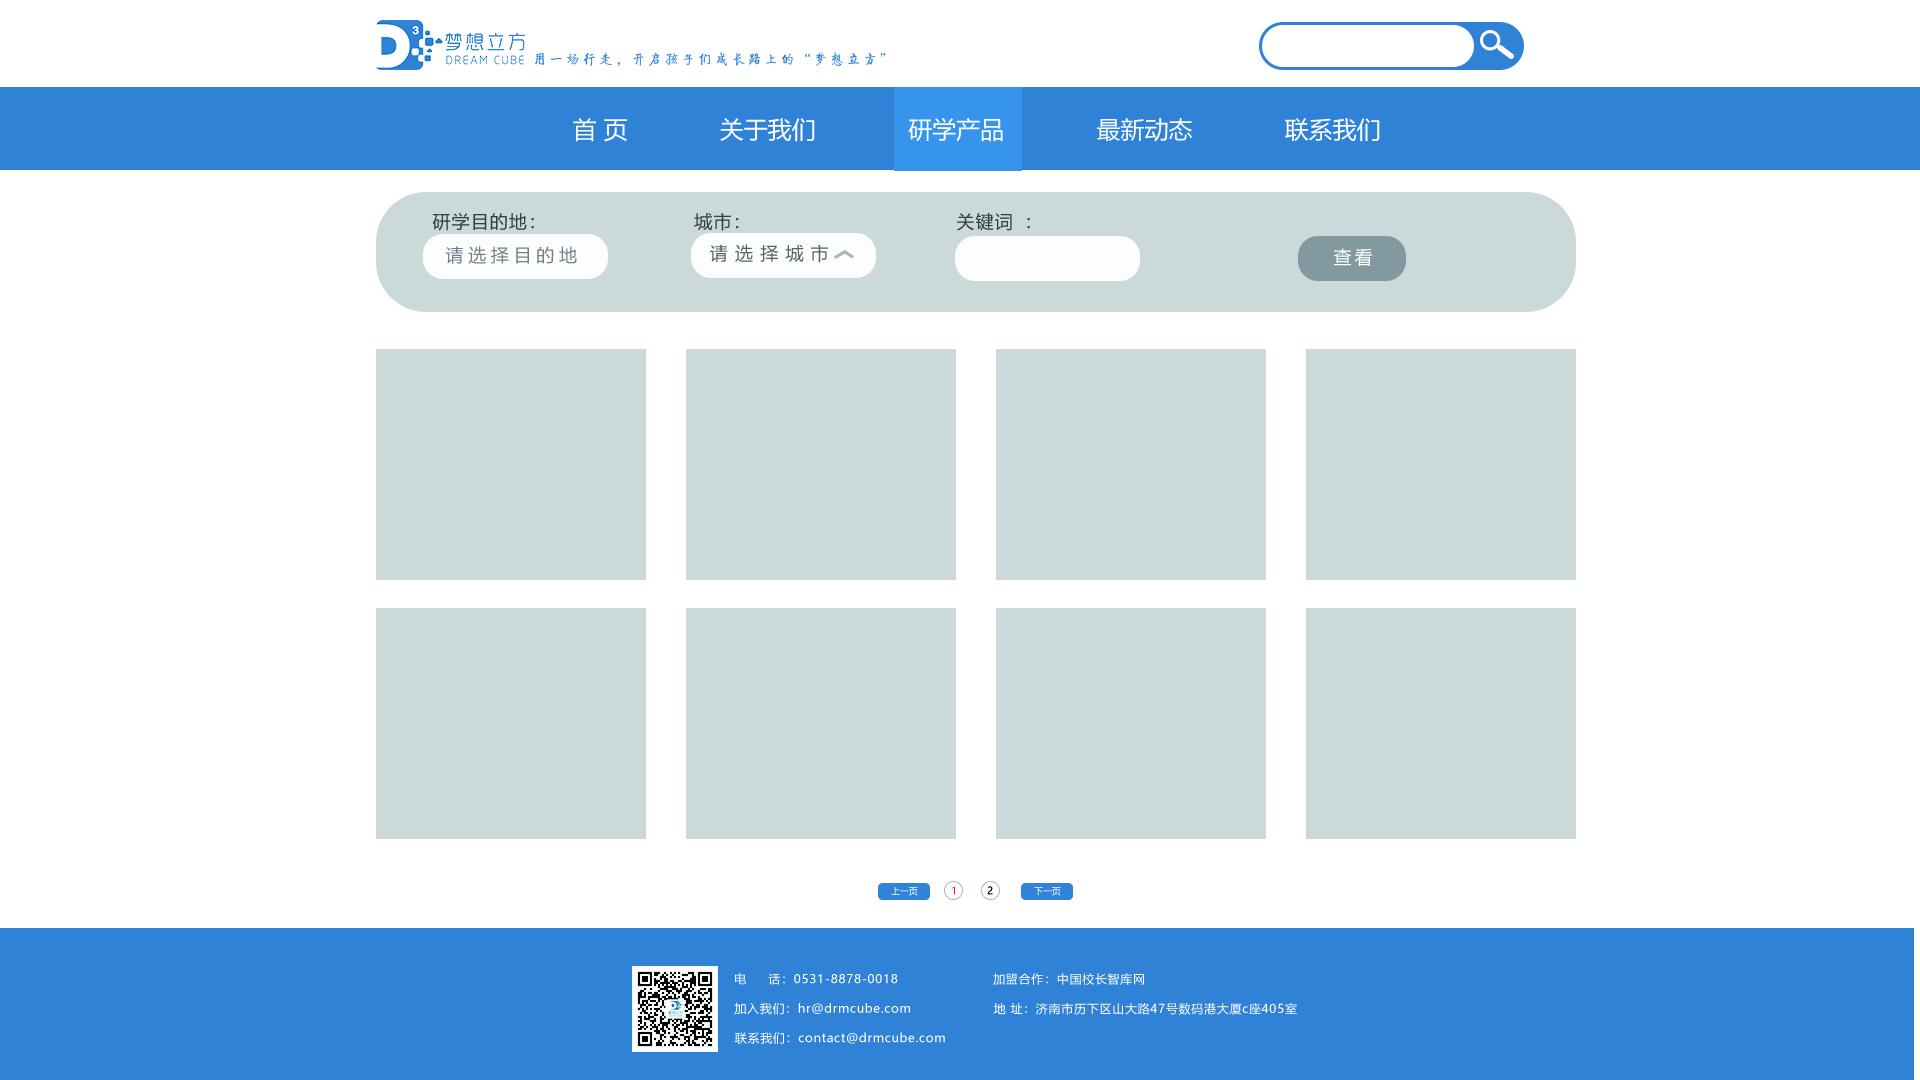 D3
梦想立方
DREAM CUBE
用一场行走，开启孩子们成长路上的“梦想立方”
首 页
关于我们
研学产品
最新动态
联系我们
研学目的地：
城市：
关键词 ：
请选择目的地
请选择城市
查看
上一页
1
2
下一页
电 话：0531-8878-0018
加盟合作：中国校长智库网
加入我们：hr@drmcube.com
地 址：济南市历下区山大路47号数码港大厦c座405室
联系我们：contact@drmcube.com